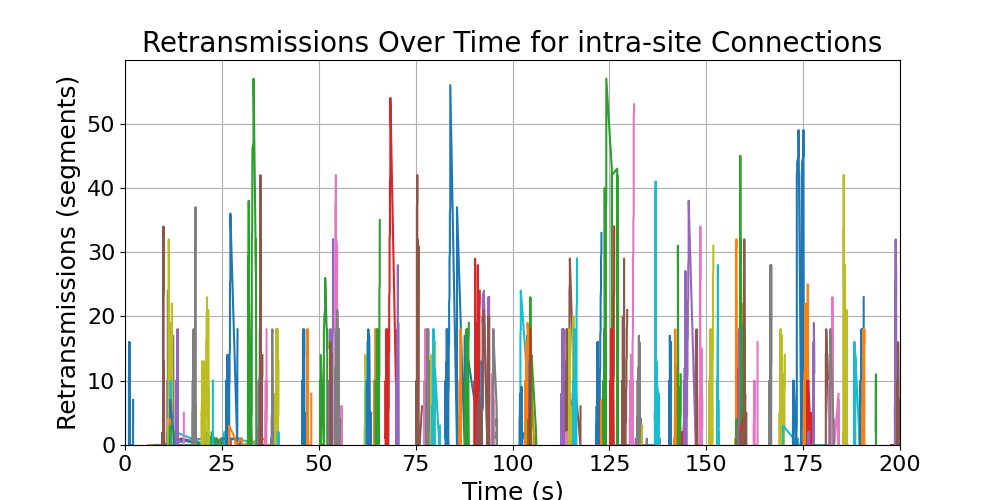 Retransmissions Over Time for intra-site Connections
Retransmissions (segments)
50
40
30
20
10
0
0 25 50 75 100 125 150 175 200
Time (s)